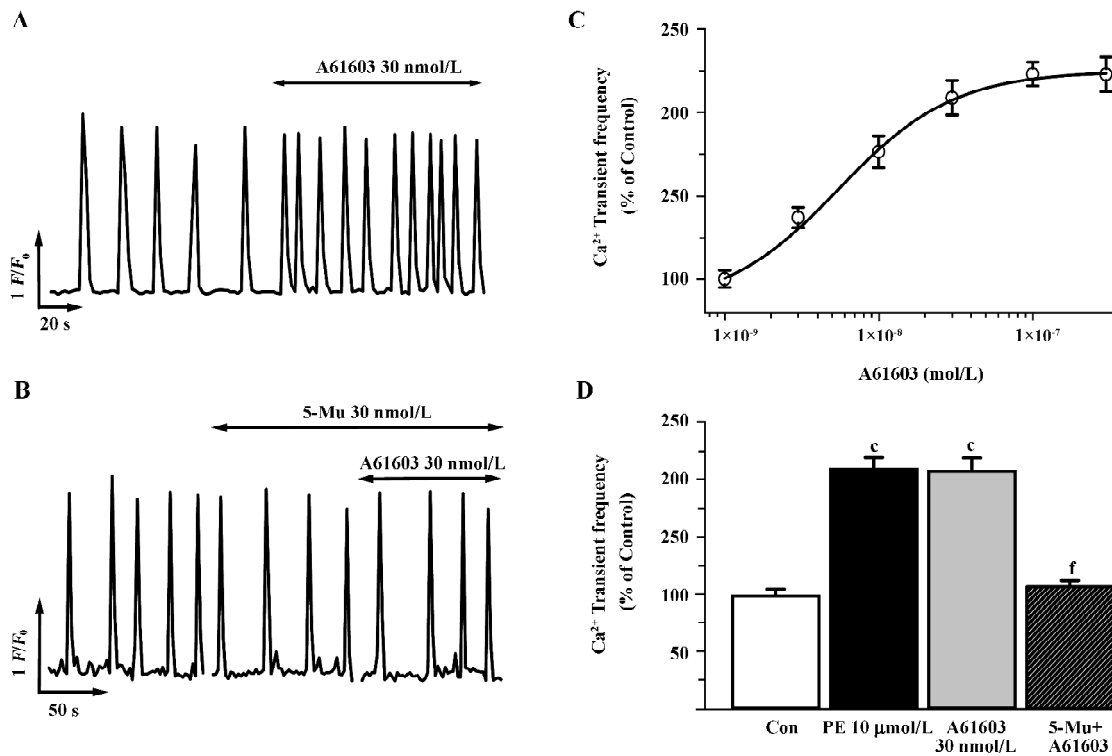 A
A61603 30 nmol/L
1 F/F0
20 s
B
5-Mu 30 nmol/L
A61603 30 nmol/L
1 F/F0
50 s
C
Ca²⁺ Transient frequency
(% of Control)
250
200
250
100
1×10⁻⁹
1×10⁻⁸
1×10⁻⁷
A61603 (mol/L)
D
Ca²⁺ Transient frequency
(% of Control)
250
200
250
100
50
c
c
f
Con
PE 10 μmol/L
A61603
30 nmol/L
5-Mu+
A61603